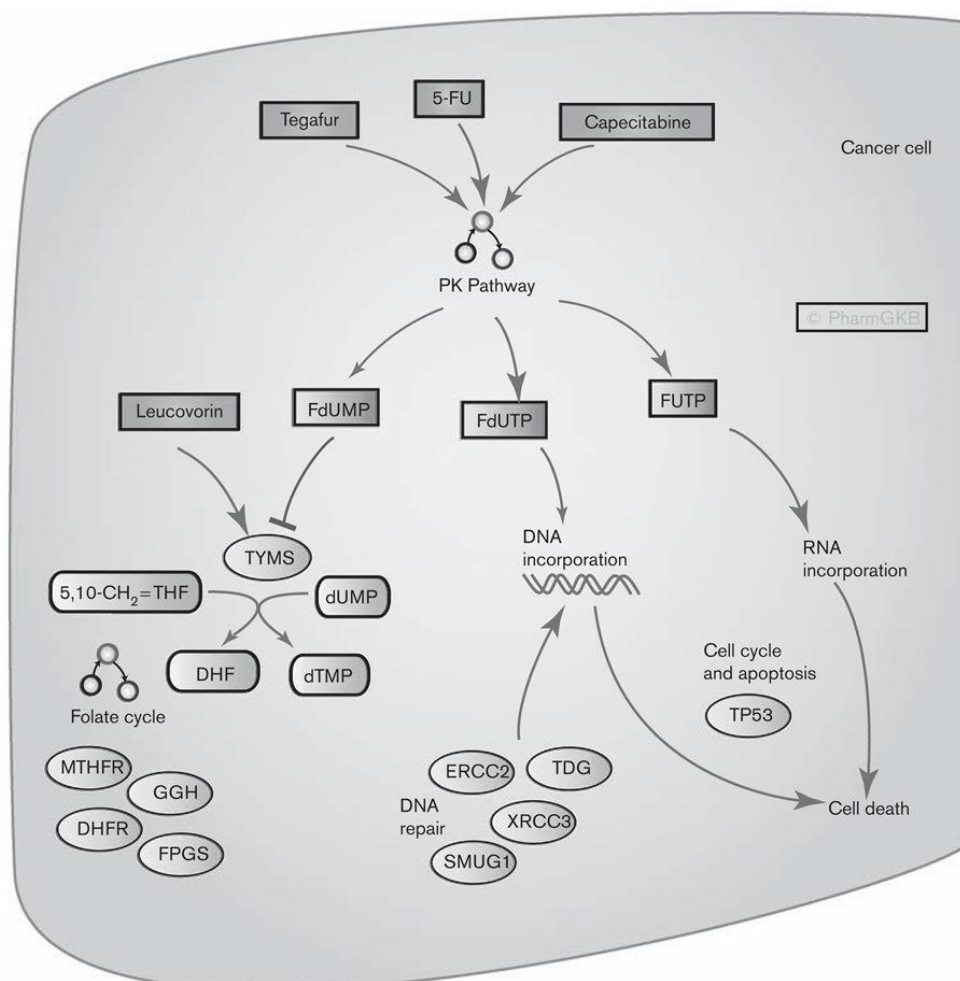 5-FU
Tegafur
Capecitabine
Cancer cell
PK Pathway
© PharmGKB
Leucovorin
FdUMP
FdUTP
FUTP
TYMS
DNA
incorporation
RNA
incorporation
5,10-CH₂=THF
dUMP
DHF
dTMP
Folate cycle
Cell cycle
and apoptosis
TP53
MTHFR
GGH
DHFR
FPGS
ERCC2
TDG
DNA
repair
XRCC3
SMUG1
Cell death